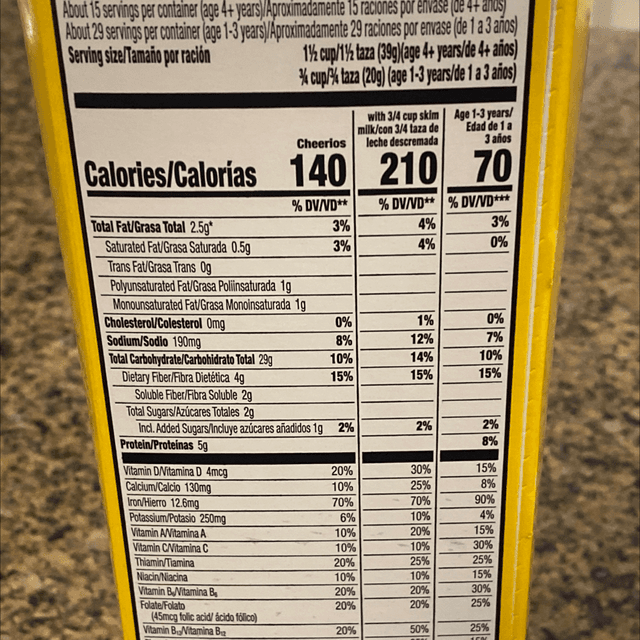 About 15 servings per container (age 4+ years)/Aproximadamente 15 raciones por envase (de 4+ años)
About 29 servings per container (age 1-3 years)/Aproximadamente 29 raciones por envase (de 1 a 3 años)
Serving size/Tamaño por ración 1½ cup/1½ taza (39g)(age 4+ years/de 4+ años)
¾ cup/¾ taza (20g) (age 1-3 years/de 1 a 3 años)
Cheerios
with 3/4 cup skim
milk/con 3/4 taza de
leche descremada
Age 1-3 years/
Edad de 1 a
3 años
Calories/Calorías 140 210 70
% DV/VD** % DV/VD** % DV/VD***
Total Fat/Grasa Total 2.5g* 3% 4% 3%
Saturated Fat/Grasa Saturada 0.5g 3% 4% 0%
Trans Fat/Grasa Trans 0g
Polyunsaturated Fat/Grasa Poliinsaturada 1g
Monounsaturated Fat/Grasa Monoinsaturada 1g
Cholesterol/Colesterol 0mg 0% 1% 0%
Sodium/Sodio 190mg 8% 12% 7%
Total Carbohydrate/Carbohidrato Total 29g 10% 14% 10%
Dietary Fiber/Fibra Dietética 4g 15% 15% 15%
Soluble Fiber/Fibra Soluble 2g
Total Sugars/Azúcares Totales 2g
Incl. Added Sugars/Incluye azúcares añadidos 1g 2% 2% 2%
Protein/Proteínas 5g 8%
Vitamin D/Vitamina D 4mcg 20% 30% 15%
Calcium/Calcio 130mg 10% 25% 8%
Iron/Hierro 12.6mg 70% 70% 90%
Potassium/Potasio 250mg 6% 10% 4%
Vitamin A/Vitamina A 10% 20% 15%
Vitamin C/Vitamina C 10% 10% 30%
Thiamin/Tiamina 20% 25% 25%
Niacin/Niacina 10% 10% 15%
Vitamin B₆/Vitamina B₆ 20% 20% 30%
Folate/Folato 20% 20% 25%
(45mcg folic acid/ ácido fólico)
Vitamin B₁₂/Vitamina B₁₂ 20% 50% 25%